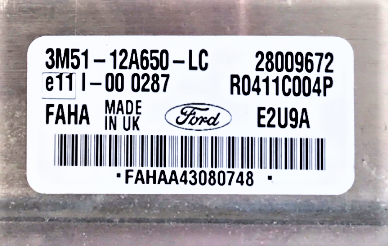 3M51-12A650-LC 28009672
e11 I-00 0287 R0411C004P
FAHA MADE IN UK Ford E2U9A
*FAHAA43080748*